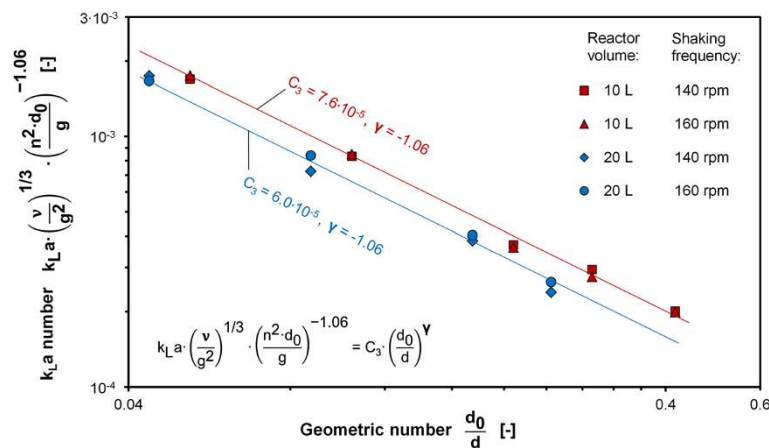 3·10⁻³
10⁻³
10⁻⁴
k_L a number k_L a·(ν/g²)^1/3 · (n²·d₀/g)^−1.06 [-]
Reactor volume: Shaking frequency:
10 L 140 rpm
10 L 160 rpm
20 L 140 rpm
20 L 160 rpm
C₃ = 7.6·10⁻⁵, γ = -1.06
C₃ = 6.0·10⁻⁵, γ = -1.06
k_L a·(ν/g²)^1/3 · (n²·d₀/g)^−1.06 = C₃·(d₀/d)^γ
0.04 0.4 0.6
Geometric number d₀/d [-]